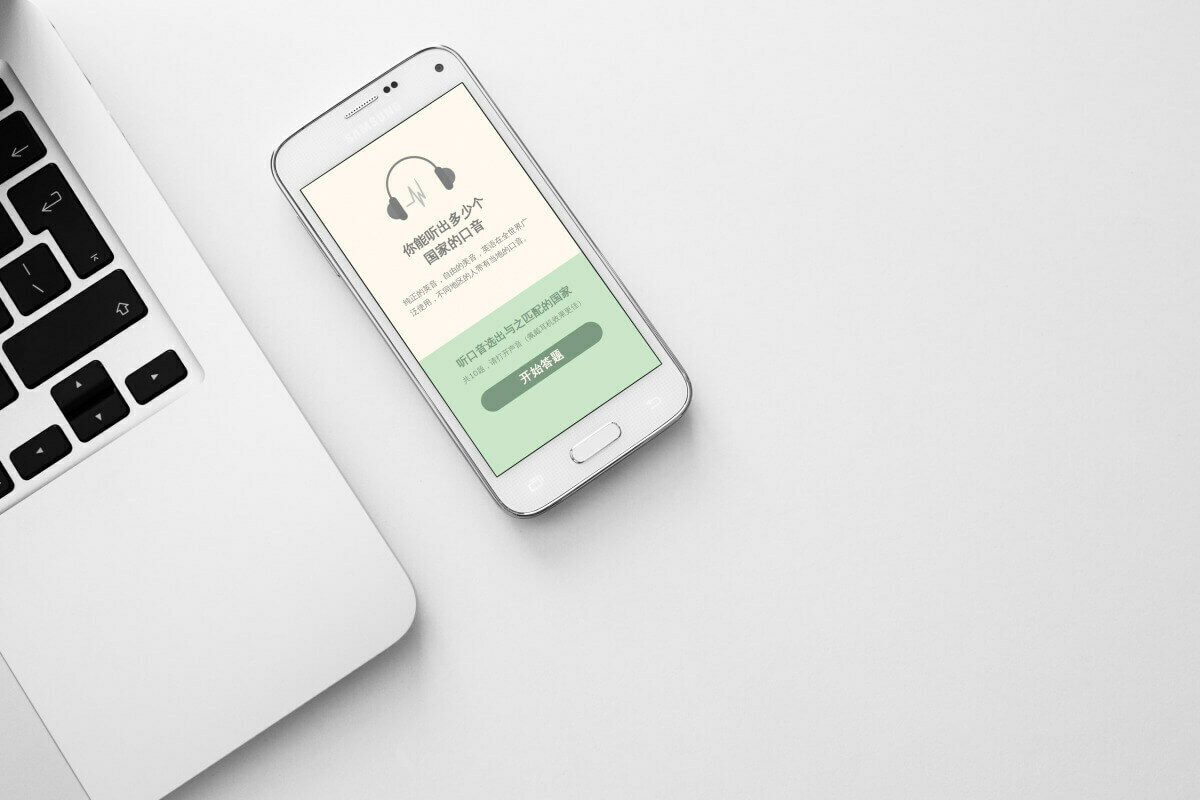 SAMSUNG
你能听出多少个
国家的口音
纯正的英音，自由的美音，英语在全世界广
泛使用，不同地区的人带有当地的口音。
听口音选出与之匹配的国家
共10题，请打开声音（佩戴耳机效果更佳）
开始答题